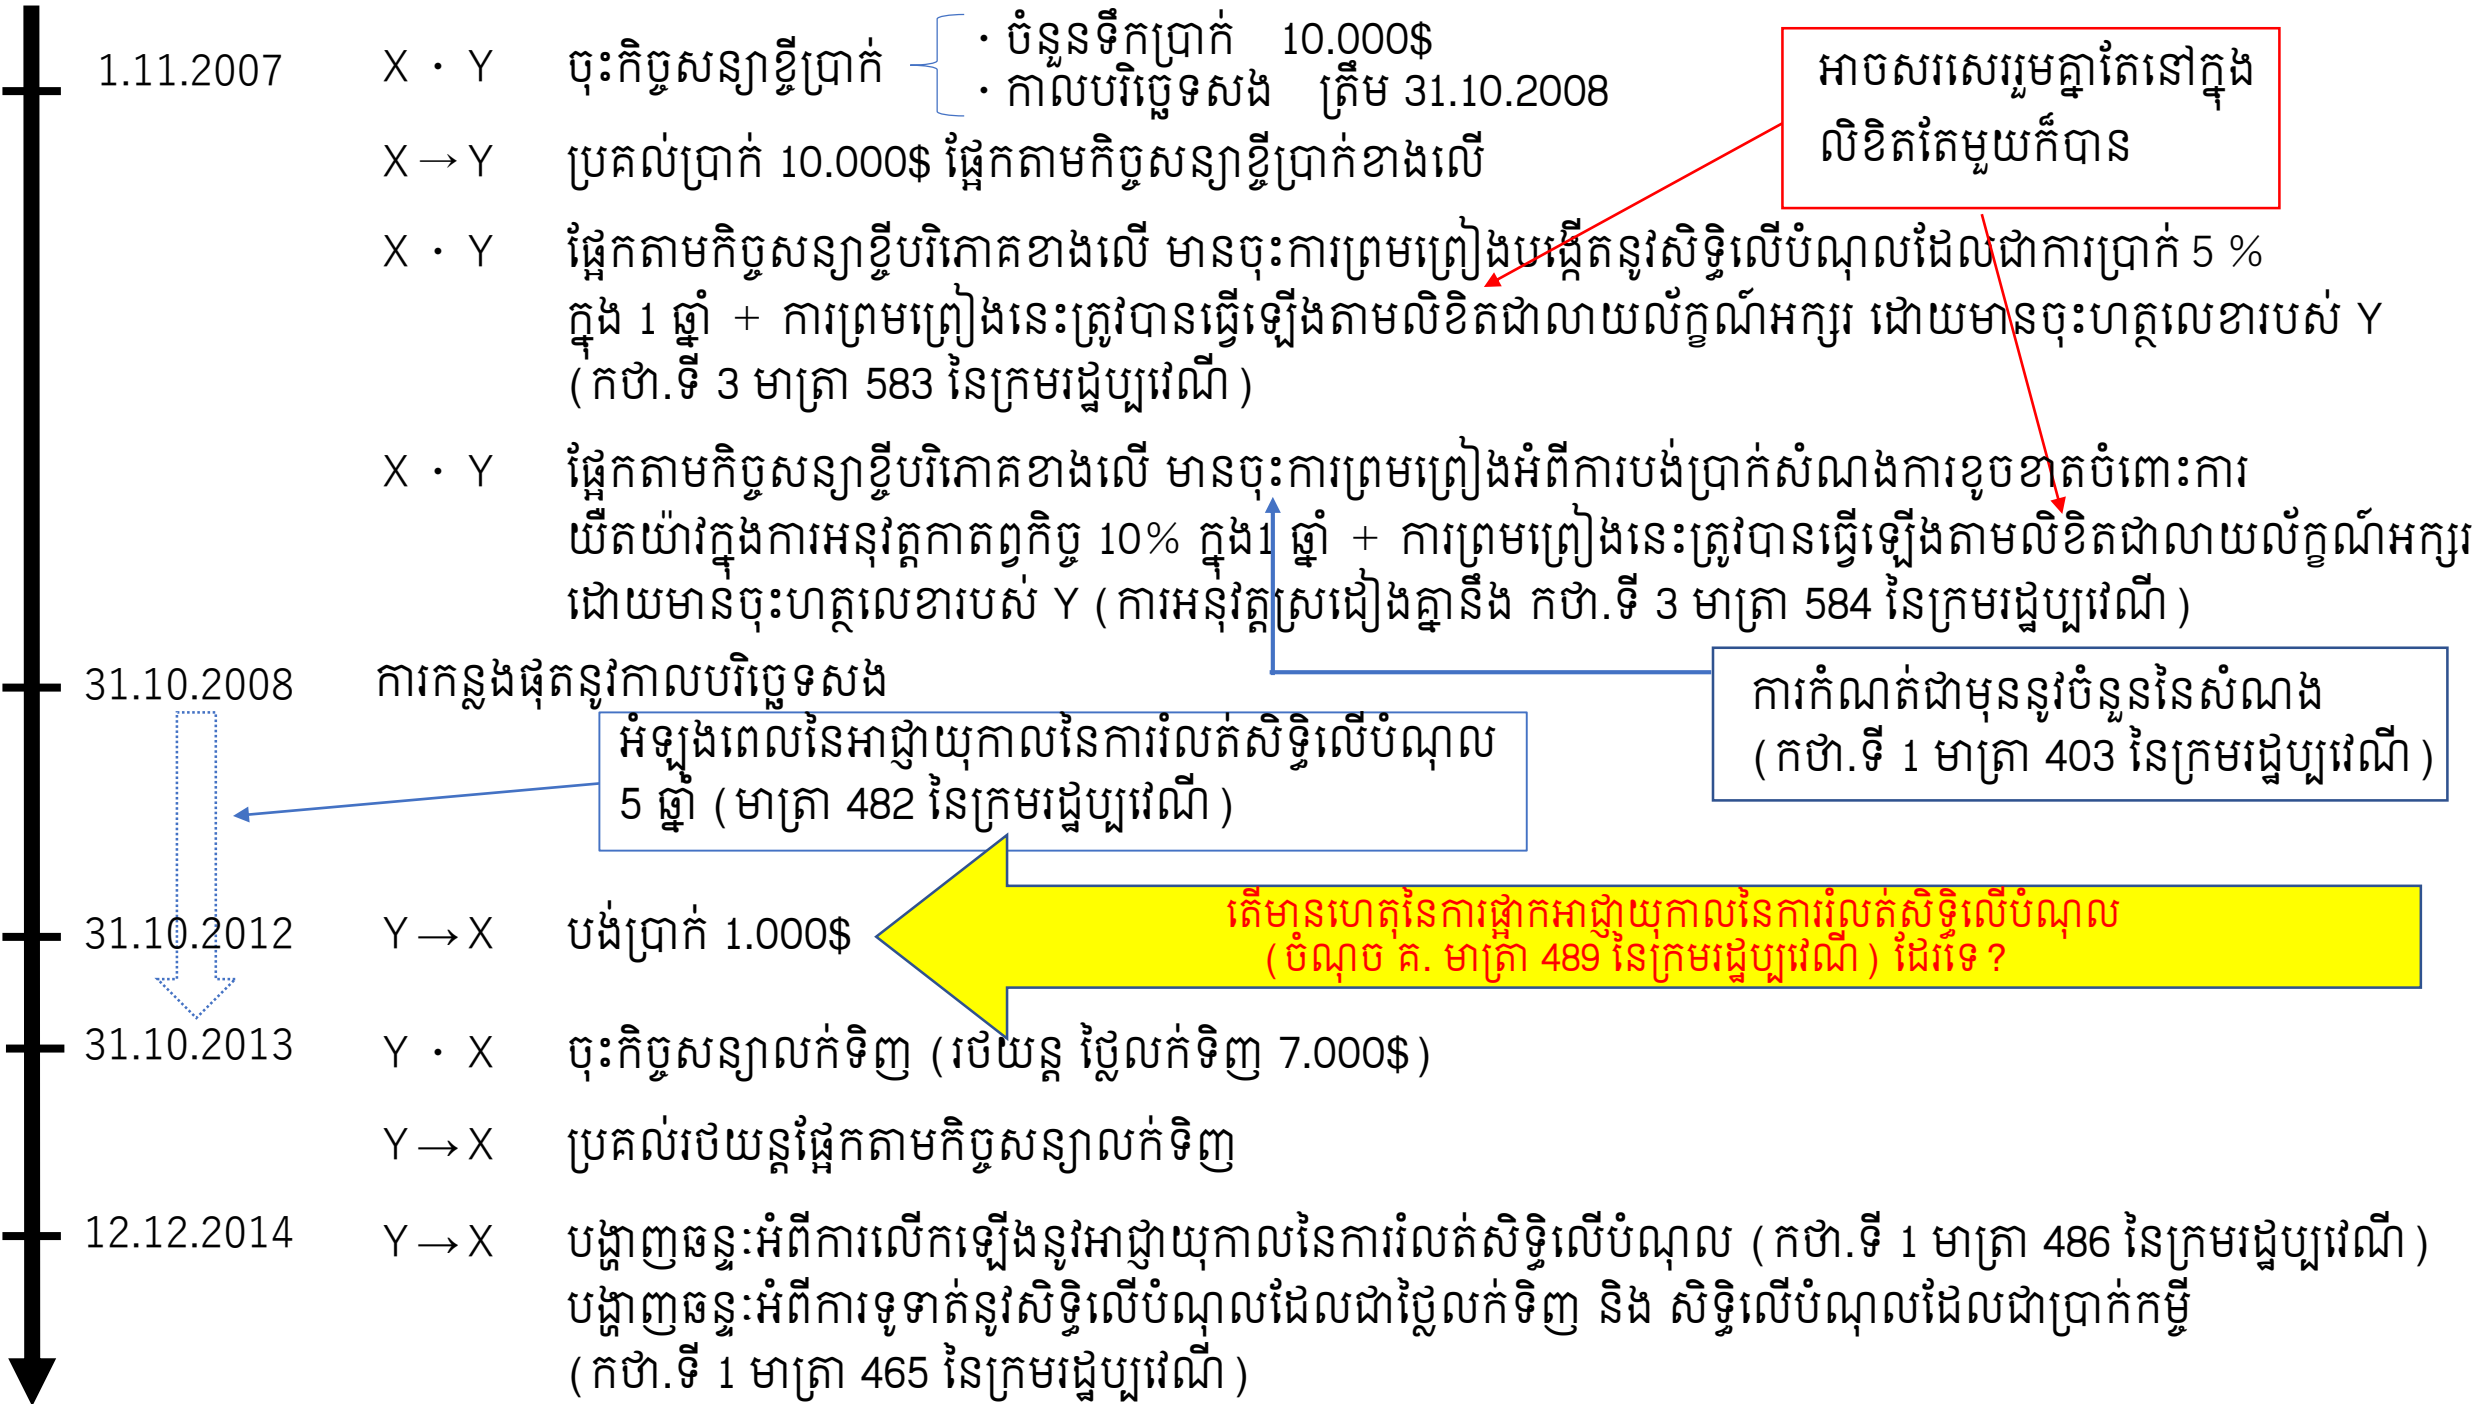 1.11.2007 X・Y ចុះកិច្ចសន្យាខ្ចីប្រាក់
・ចំនួនទឹកប្រាក់ 10.000$
・កាលបរិច្ឆេទសង ត្រឹម 31.10.2008
អាចសរសេររួមគ្នាតែនៅក្នុង
លិខិតតែមួយក៏បាន
X→Y ប្រគល់ប្រាក់ 10.000$ ផ្អែកតាមកិច្ចសន្យាខ្ចីប្រាក់ខាងលើ
X・Y ផ្អែកតាមកិច្ចសន្យាខ្ចីបរិភោគខាងលើ មានចុះការព្រមព្រៀងបង្កើតនូវសិទ្ធិលើបំណុលដែលជាការប្រាក់ 5 %
ក្នុង 1 ឆ្នាំ + ការព្រមព្រៀងនេះត្រូវបានធ្វើឡើងតាមលិខិតជាលាយល័ក្ខណ៍អក្សរ ដោយមានចុះហត្ថលេខារបស់ Y
(កថា.ទី 3 មាត្រា 583 នៃក្រមរដ្ឋប្បវេណី)
X・Y ផ្អែកតាមកិច្ចសន្យាខ្ចីបរិភោគខាងលើ មានចុះការព្រមព្រៀងអំពីការបង់ប្រាក់សំណងការខូចខាតចំពោះការ
យឺតយ៉ាវក្នុងការអនុវត្តកាតព្វកិច្ច 10% ក្នុង1 ឆ្នាំ + ការព្រមព្រៀងនេះត្រូវបានធ្វើឡើងតាមលិខិតជាលាយល័ក្ខណ៍អក្សរ
ដោយមានចុះហត្ថលេខារបស់ Y (ការអនុវត្តស្រដៀងគ្នានឹង កថា.ទី 3 មាត្រា 584 នៃក្រមរដ្ឋប្បវេណី)
31.10.2008 ការកន្លងផុតនូវកាលបរិច្ឆេទសង
ការកំណត់ជាមុននូវចំនួននៃសំណង
(កថា.ទី 1 មាត្រា 403 នៃក្រមរដ្ឋប្បវេណី)
អំឡុងពេលនៃអាជ្ញាយុកាលនៃការរំលត់សិទ្ធិលើបំណុល
5 ឆ្នាំ (មាត្រា 482 នៃក្រមរដ្ឋប្បវេណី)
31.10.2012 Y→X បង់ប្រាក់ 1.000$
តើមានហេតុនៃការផ្អាកអាជ្ញាយុកាលនៃការរំលត់សិទ្ធិលើបំណុល
(ចំណុច គ. មាត្រា 489 នៃក្រមរដ្ឋប្បវេណី) ដែរទេ?
31.10.2013 Y・X ចុះកិច្ចសន្យាលក់ទិញ (រថយន្ត ថ្លៃលក់ទិញ 7.000$)
Y→X ប្រគល់រថយន្តផ្អែកតាមកិច្ចសន្យាលក់ទិញ
12.12.2014 Y→X បង្ហាញឆន្ទៈអំពីការលើកឡើងនូវអាជ្ញាយុកាលនៃការរំលត់សិទ្ធិលើបំណុល (កថា.ទី 1 មាត្រា 486 នៃក្រមរដ្ឋប្បវេណី)
បង្ហាញឆន្ទៈអំពីការទូទាត់នូវសិទ្ធិលើបំណុលដែលជាថ្លៃលក់ទិញ និង សិទ្ធិលើបំណុលដែលជាប្រាក់កម្ចី
(កថា.ទី 1 មាត្រា 465 នៃក្រមរដ្ឋប្បវេណី)